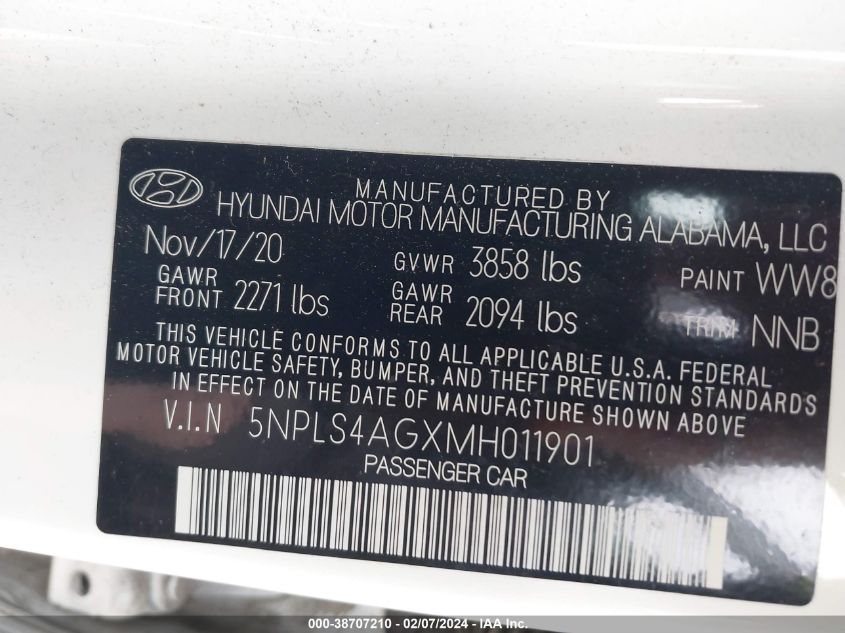 MANUFACTURED BY
HYUNDAI MOTOR MANUFACTURING ALABAMA, LLC
Nov/17/20 GVWR 3858 lbs PAINT WW8
GAWR FRONT 2271 lbs GAWR REAR 2094 lbs TRIM NNB
THIS VEHICLE CONFORMS TO ALL APPLICABLE U.S.A. FEDERAL
MOTOR VEHICLE SAFETY, BUMPER, AND THEFT PREVENTION STANDARDS
IN EFFECT ON THE DATE OF MANUFACTURE SHOWN ABOVE
V.I.N 5NPLS4AGXMH011901
PASSENGER CAR
000-38707210 - 02/07/2024 - IAA Inc.